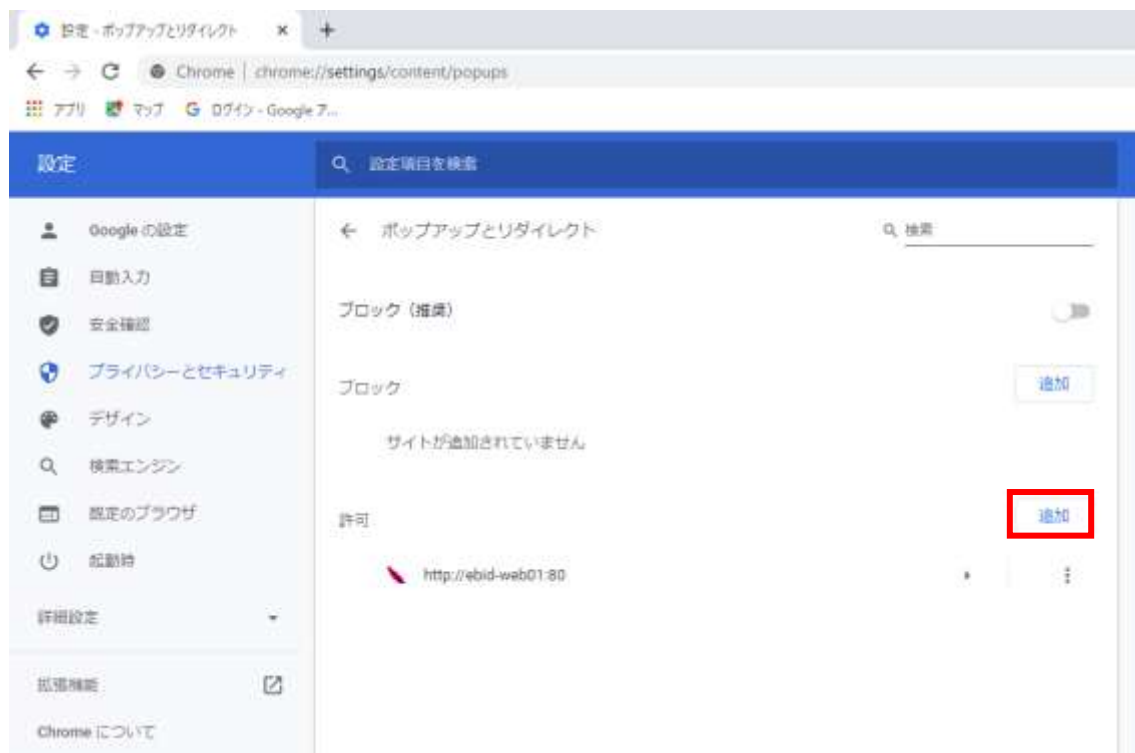 設定 - ポップアップとリダイレクト
Chrome | chrome://settings/content/popups
アプリ マップ ログイン - Google ア...
設定
設定項目を検索
Google の設定
自動入力
安全確認
プライバシーとセキュリティ
デザイン
検索エンジン
既定のブラウザ
起動時
詳細設定
拡張機能
Chrome について
ポップアップとリダイレクト
検索
ブロック（推奨）
ブロック
追加
サイトが追加されていません
許可
追加
http://ebid-web01:80